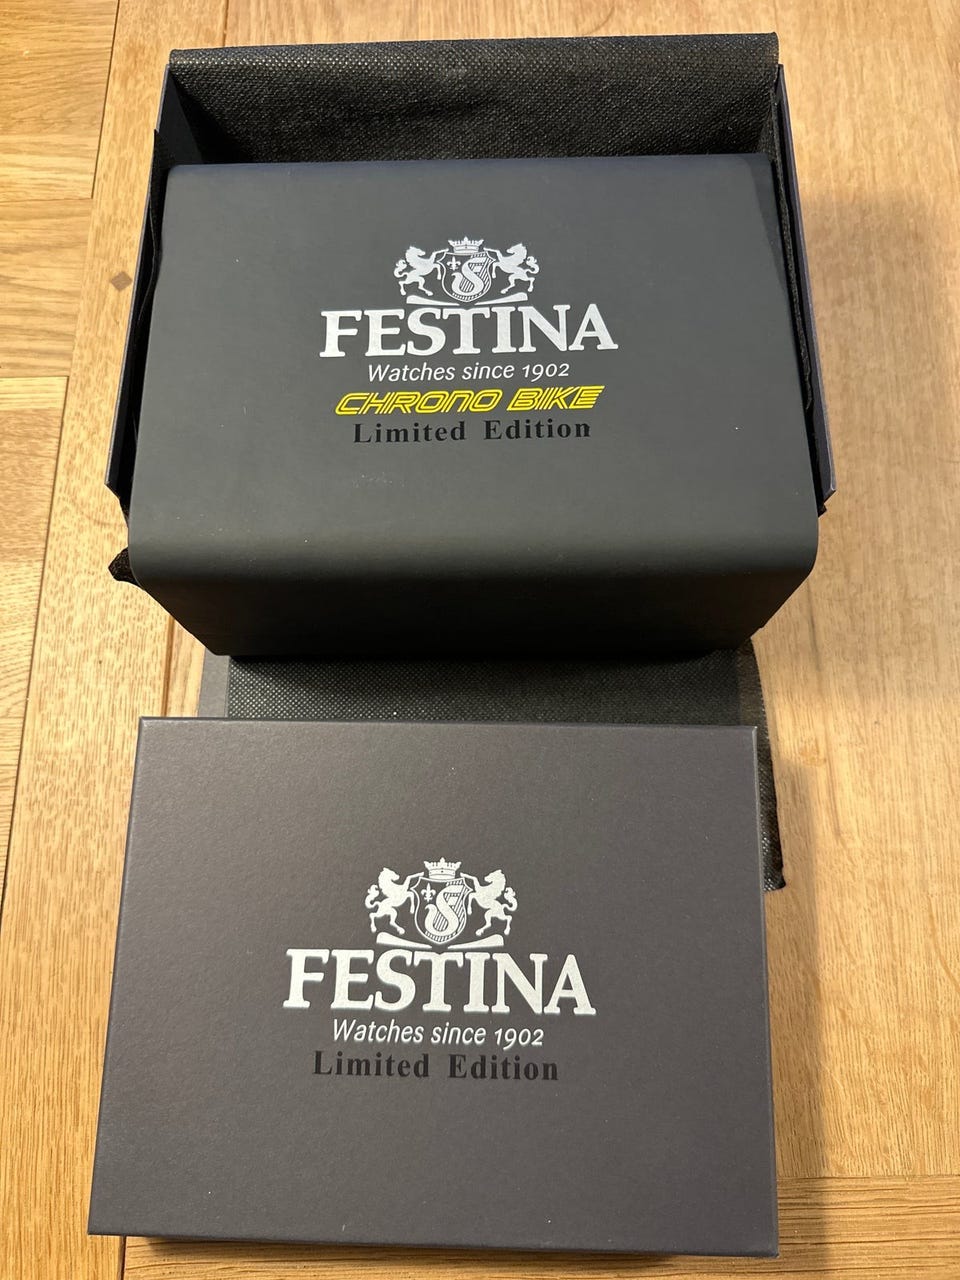 FESTINA
Watches since 1902
CHRONO BIKE
Limited Edition
FESTINA
Watches since 1902
Limited Edition